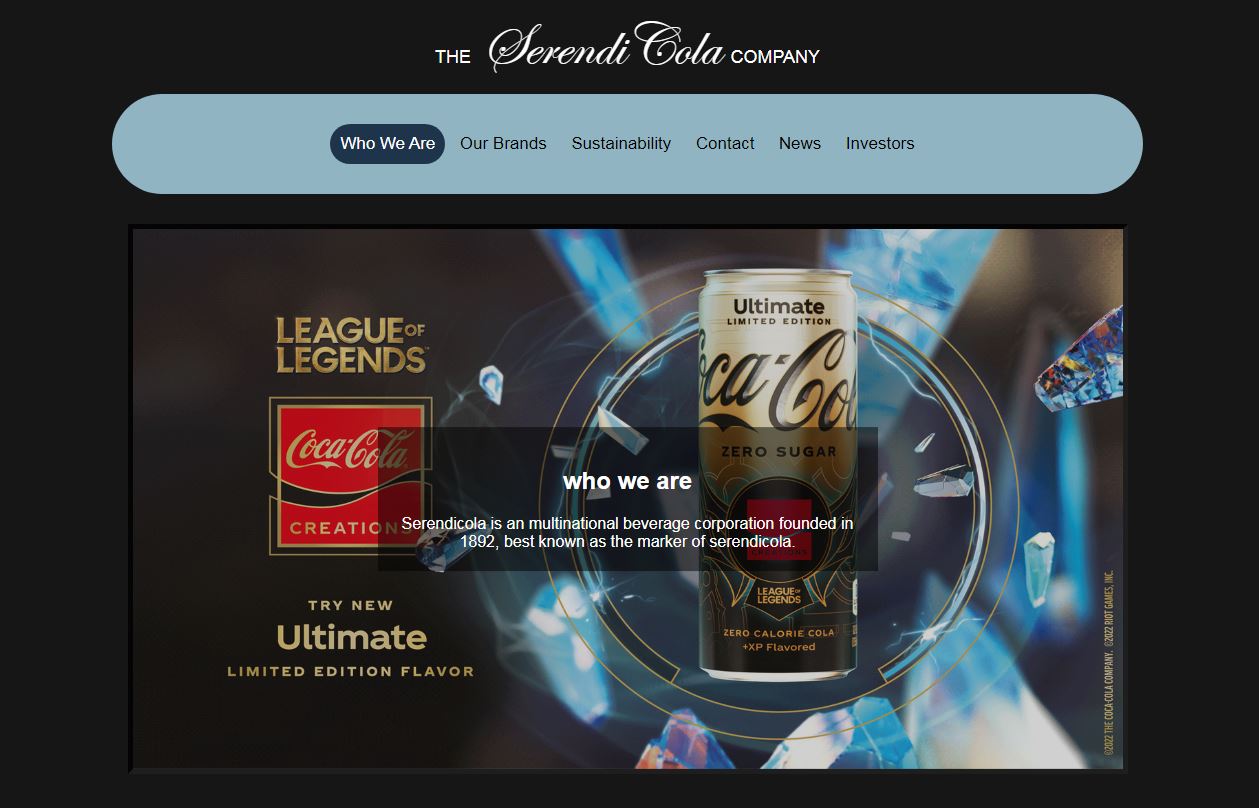 THE Serendi Cola COMPANY
Who We Are Our Brands Sustainability Contact News Investors
LEAGUE OF
LEGENDS™
Coca-Cola
CREATIONS
TRY NEW
Ultimate
LIMITED EDITION FLAVOR
Ultimate
LIMITED EDITION
Coca-Cola
ZERO SUGAR
who we are
Serendicola is an multinational beverage corporation founded in
1892, best known as the marker of serendicola.
CREATIONS
LEAGUE OF
LEGENDS
ZERO CALORIE COLA
+XP Flavored
©2022 THE COCA-COLA COMPANY. ©2022 RIOT GAMES, INC.